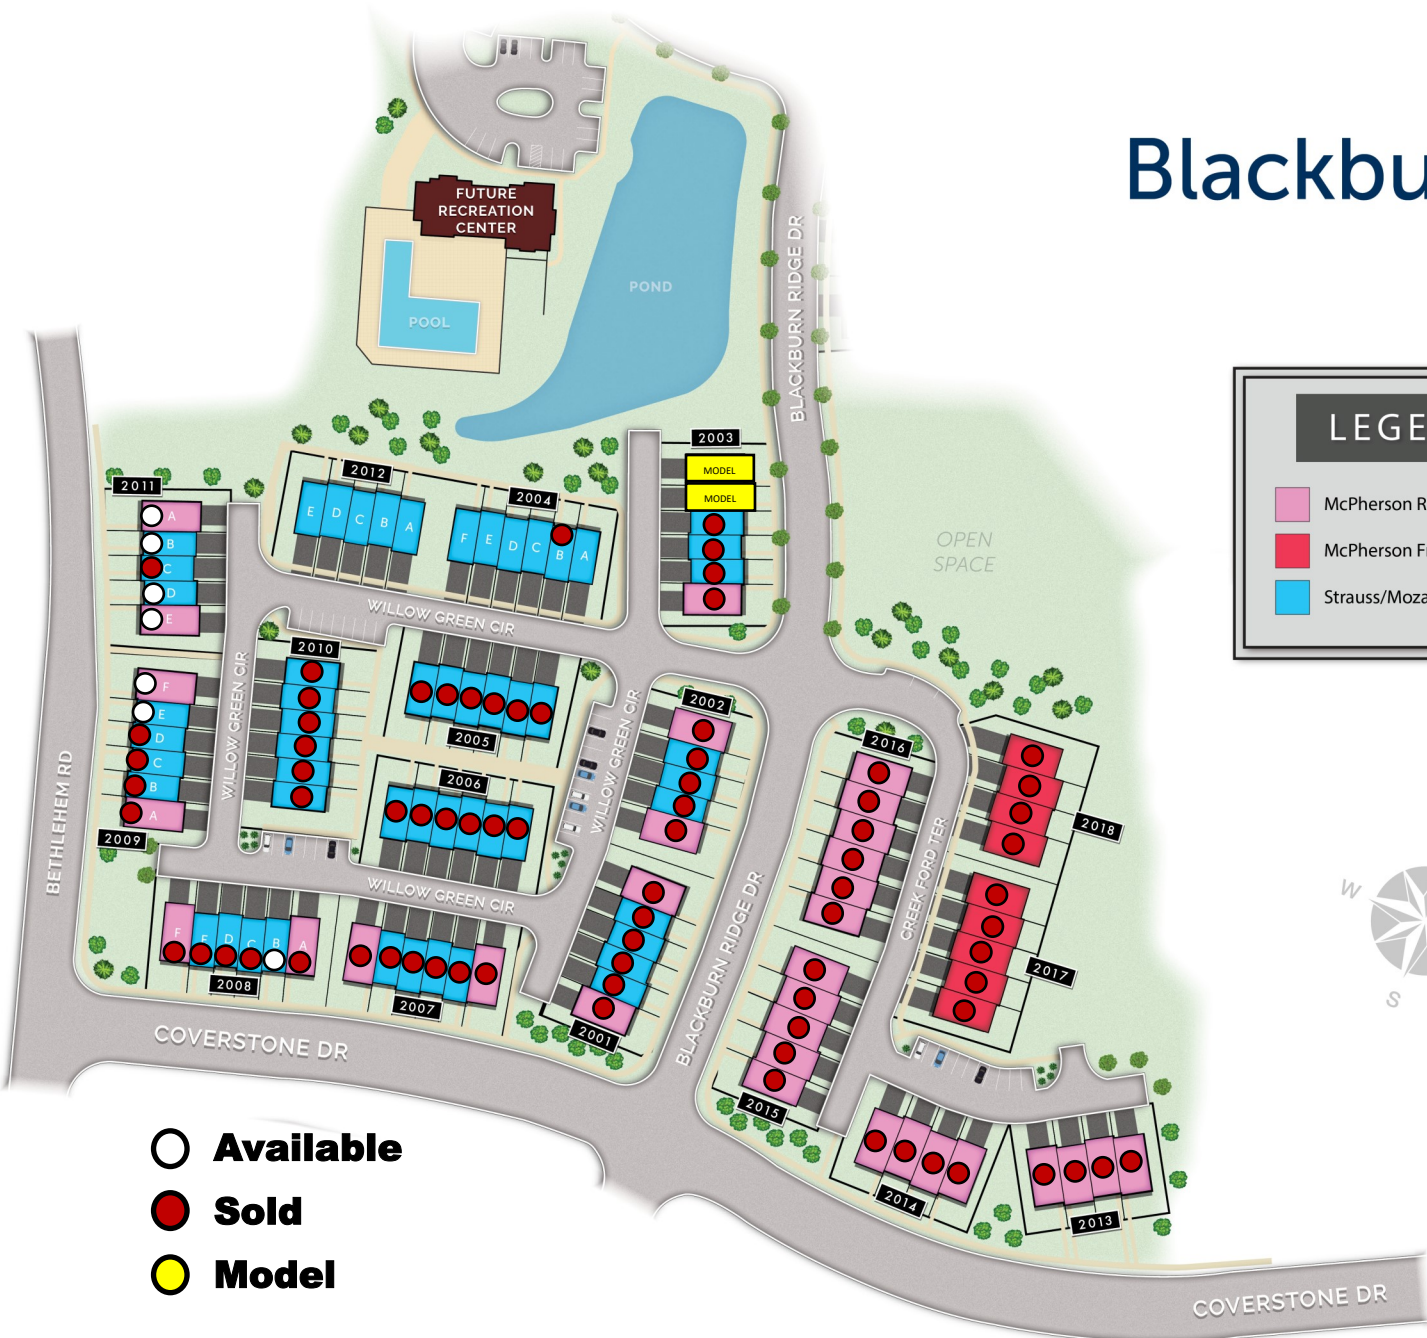 Blackbu
FUTURE
RECREATION
CENTER
POOL
POND
BLACKBURN RIDGE DR
BLACKBURN RIDGE DR
LEGE
McPherson R
McPherson F
Strauss/Moza
OPEN
SPACE
2003
MODEL
MODEL
2012
E D C B A
2004
F E D C B A
2011
A
B
C
D
E
WILLOW GREEN CIR
2010
WILLOW GREEN CIR
2005
2006
WILLOW GREEN CIR
2002
2016
2018
F
E
D
C
B
A
2009
BETHLEHEM RD
WILLOW GREEN CIR
CREEK FORD TER
2017
F E D C B A
2008
2007
2001
BLACKBURN RIDGE DR
2015
COVERSTONE DR
2014
2013
W
S
Available
Sold
Model
COVERSTONE DR